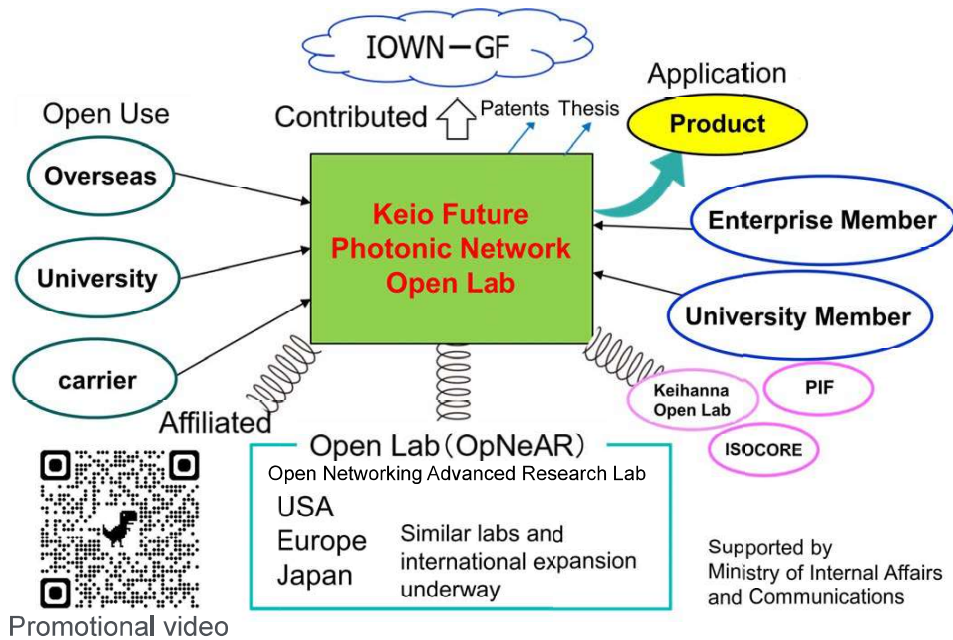 IOWN−GF
Application
Open Use
Contributed
Patents Thesis
Product
Overseas
Keio Future
Photonic Network
Open Lab
Enterprise Member
University
University Member
carrier
Keihanna
Open Lab
PIF
ISOCORE
Affiliated
Open Lab(OpNeAR)
Open Networking Advanced Research Lab
USA
Europe
Japan
Similar labs and
international expansion
underway
Supported by
Ministry of Internal Affairs
and Communications
Promotional video